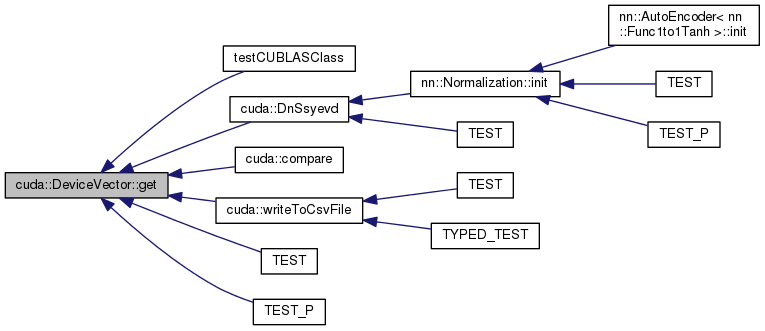 nn::AutoEncoder< nn
::Func1to1Tanh >::init
testCUBLASClass
nn::Normalization::init
TEST
cuda::DnSsyevd
TEST
TEST_P
cuda::compare
cuda::DeviceVector::get
TEST
cuda::writeToCsvFile
TYPED_TEST
TEST
TEST_P